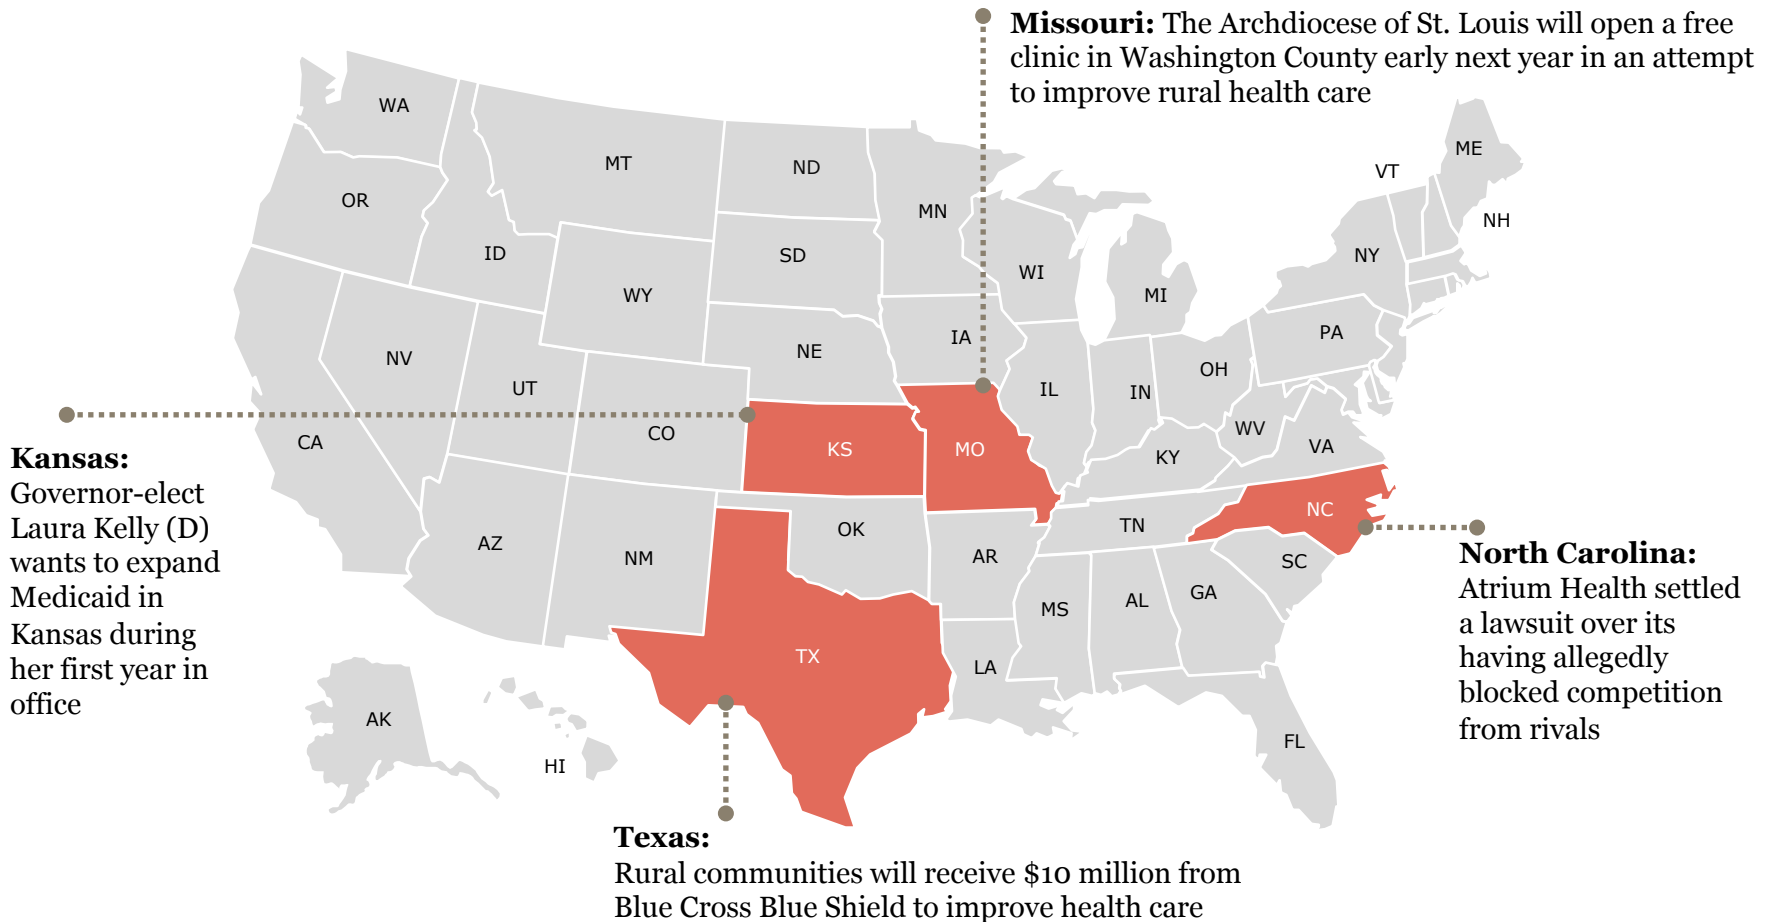 Missouri: The Archdiocese of St. Louis will open a free
clinic in Washington County early next year in an attempt
to improve rural health care
WA
MT
ND
MN
VT
ME
NH
OR
ID
SD
WI
MI
NY
WY
IA
PA
NV
UT
NE
IL
IN
OH
CA
CO
KS
MO
KY
WV
VA
AZ
NM
OK
AR
TN
NC
SC
MS
AL
GA
TX
LA
FL
AK
HI
Kansas:
Governor-elect
Laura Kelly (D)
wants to expand
Medicaid in
Kansas during
her first year in
office
North Carolina:
Atrium Health settled
a lawsuit over its
having allegedly
blocked competition
from rivals
Texas:
Rural communities will receive $10 million from
Blue Cross Blue Shield to improve health care